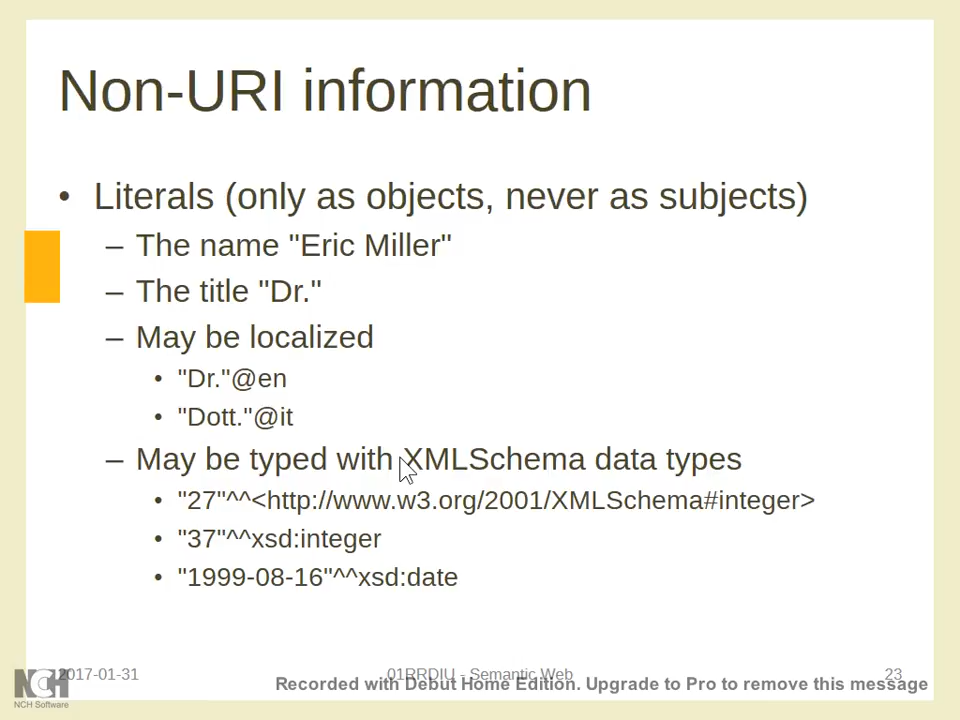 Non-URI information
• Literals (only as objects, never as subjects)
– The name "Eric Miller"
– The title "Dr."
– May be localized
• "Dr."@en
• "Dott."@it
– May be typed with XMLSchema data types
• "27"^^<http://www.w3.org/2001/XMLSchema#integer>
• "37"^^xsd:integer
• "1999-08-16"^^xsd:date
2017-01-31 01RRDIU - Semantic Web 23
NCH
NCH Software
Recorded with Debut Home Edition. Upgrade to Pro to remove this message